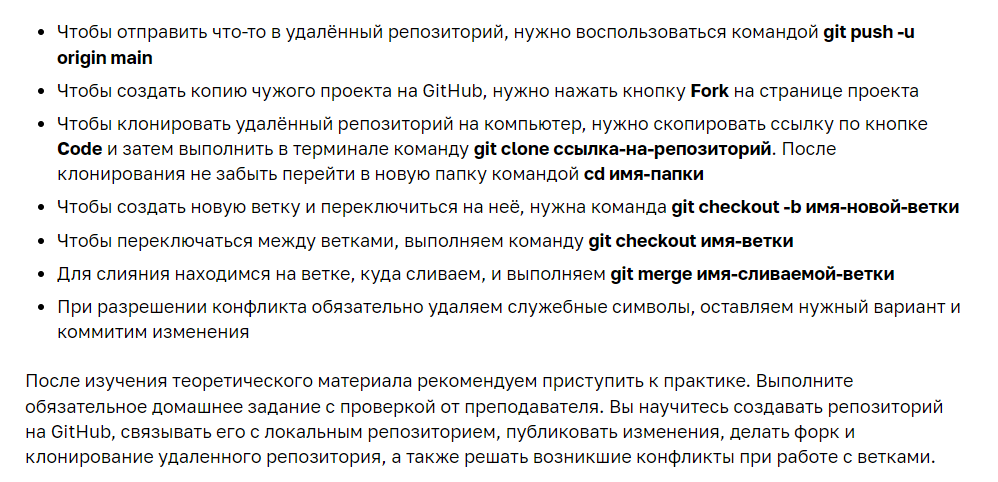 Чтобы отправить что-то в удалённый репозиторий, нужно воспользоваться командой git push -u
origin main
Чтобы создать копию чужого проекта на GitHub, нужно нажать кнопку Fork на странице проекта
Чтобы клонировать удалённый репозиторий на компьютер, нужно скопировать ссылку по кнопке
Code и затем выполнить в терминале команду git clone ссылка-на-репозиторий. После
клонирования не забыть перейти в новую папку командой cd имя-папки
Чтобы создать новую ветку и переключиться на неё, нужна команда git checkout -b имя-новой-ветки
Чтобы переключаться между ветками, выполняем команду git checkout имя-ветки
Для слияния находимся на ветке, куда сливаем, и выполняем git merge имя-сливаемой-ветки
При разрешении конфликта обязательно удаляем служебные символы, оставляем нужный вариант и
коммитим изменения
После изучения теоретического материала рекомендуем приступить к практике. Выполните
обязательное домашнее задание с проверкой от преподавателя. Вы научитесь создавать репозиторий
на GitHub, связывать его с локальным репозиторием, публиковать изменения, делать форк и
клонирование удаленного репозитория, а также решать возникшие конфликты при работе с ветками.